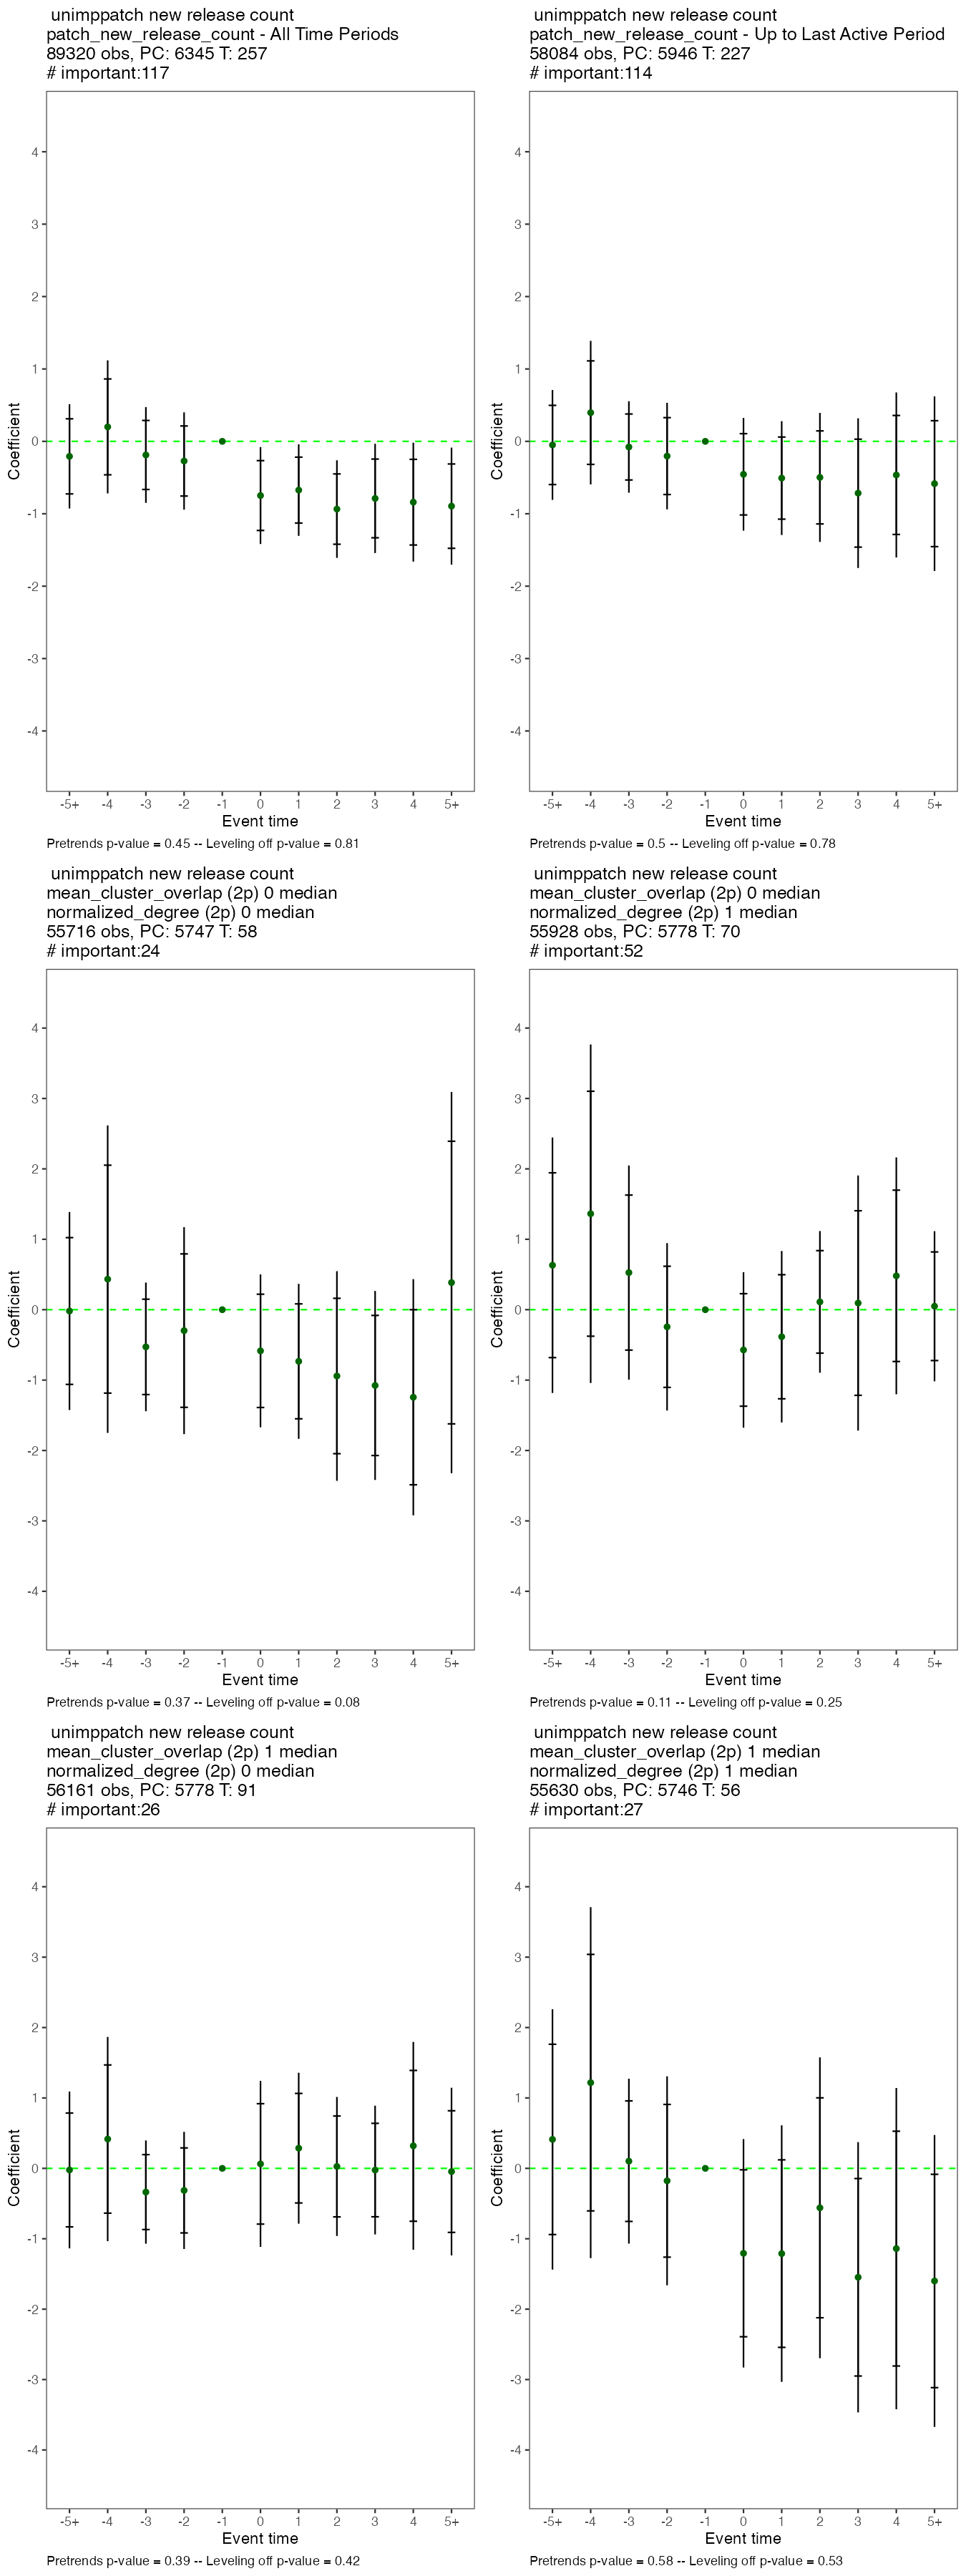 unimppatch new release count
patch_new_release_count - All Time Periods
89320 obs, PC: 6345 T: 257
# important:117
4
3
2
1
0
-1
-2
-3
-4
Coefficient
-5+ -4 -3 -2 -1 0 1 2 3 4 5+
Event time
Pretrends p-value = 0.45 -- Leveling off p-value = 0.81
unimppatch new release count
patch_new_release_count - Up to Last Active Period
58084 obs, PC: 5946 T: 227
# important:114
4
3
2
1
0
-1
-2
-3
-4
Coefficient
-5+ -4 -3 -2 -1 0 1 2 3 4 5+
Event time
Pretrends p-value = 0.5 -- Leveling off p-value = 0.78
unimppatch new release count
mean_cluster_overlap (2p) 0 median
normalized_degree (2p) 0 median
55716 obs, PC: 5747 T: 58
# important:24
4
3
2
1
0
-1
-2
-3
-4
Coefficient
-5+ -4 -3 -2 -1 0 1 2 3 4 5+
Event time
Pretrends p-value = 0.37 -- Leveling off p-value = 0.08
unimppatch new release count
mean_cluster_overlap (2p) 0 median
normalized_degree (2p) 1 median
55928 obs, PC: 5778 T: 70
# important:52
4
3
2
1
0
-1
-2
-3
-4
Coefficient
-5+ -4 -3 -2 -1 0 1 2 3 4 5+
Event time
Pretrends p-value = 0.11 -- Leveling off p-value = 0.25
unimppatch new release count
mean_cluster_overlap (2p) 1 median
normalized_degree (2p) 0 median
56161 obs, PC: 5778 T: 91
# important:26
4
3
2
1
0
-1
-2
-3
-4
Coefficient
-5+ -4 -3 -2 -1 0 1 2 3 4 5+
Event time
Pretrends p-value = 0.39 -- Leveling off p-value = 0.42
unimppatch new release count
mean_cluster_overlap (2p) 1 median
normalized_degree (2p) 1 median
55630 obs, PC: 5746 T: 56
# important:27
4
3
2
1
0
-1
-2
-3
-4
Coefficient
-5+ -4 -3 -2 -1 0 1 2 3 4 5+
Event time
Pretrends p-value = 0.58 -- Leveling off p-value = 0.53